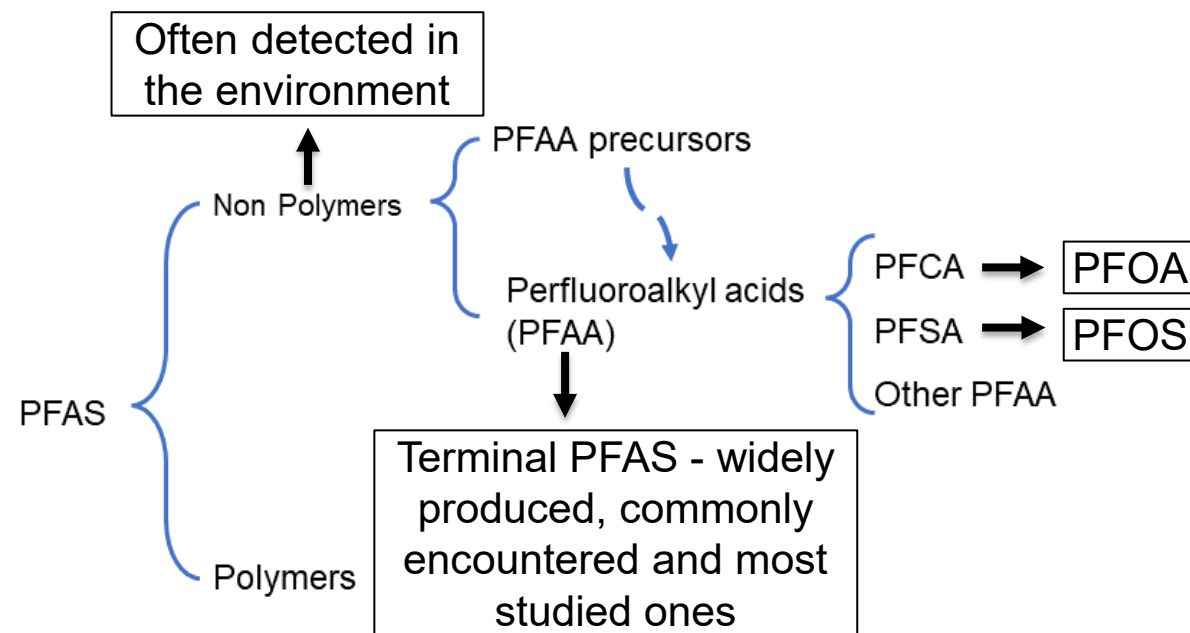 Often detected in
the environment
PFAA precursors
Non Polymers
PFCA
PFOA
Perfluoroalkyl acids
(PFAA)
PFSA
PFOS
Other PFAA
PFAS
Terminal PFAS - widely
produced, commonly
encountered and most
studied ones
Polymers